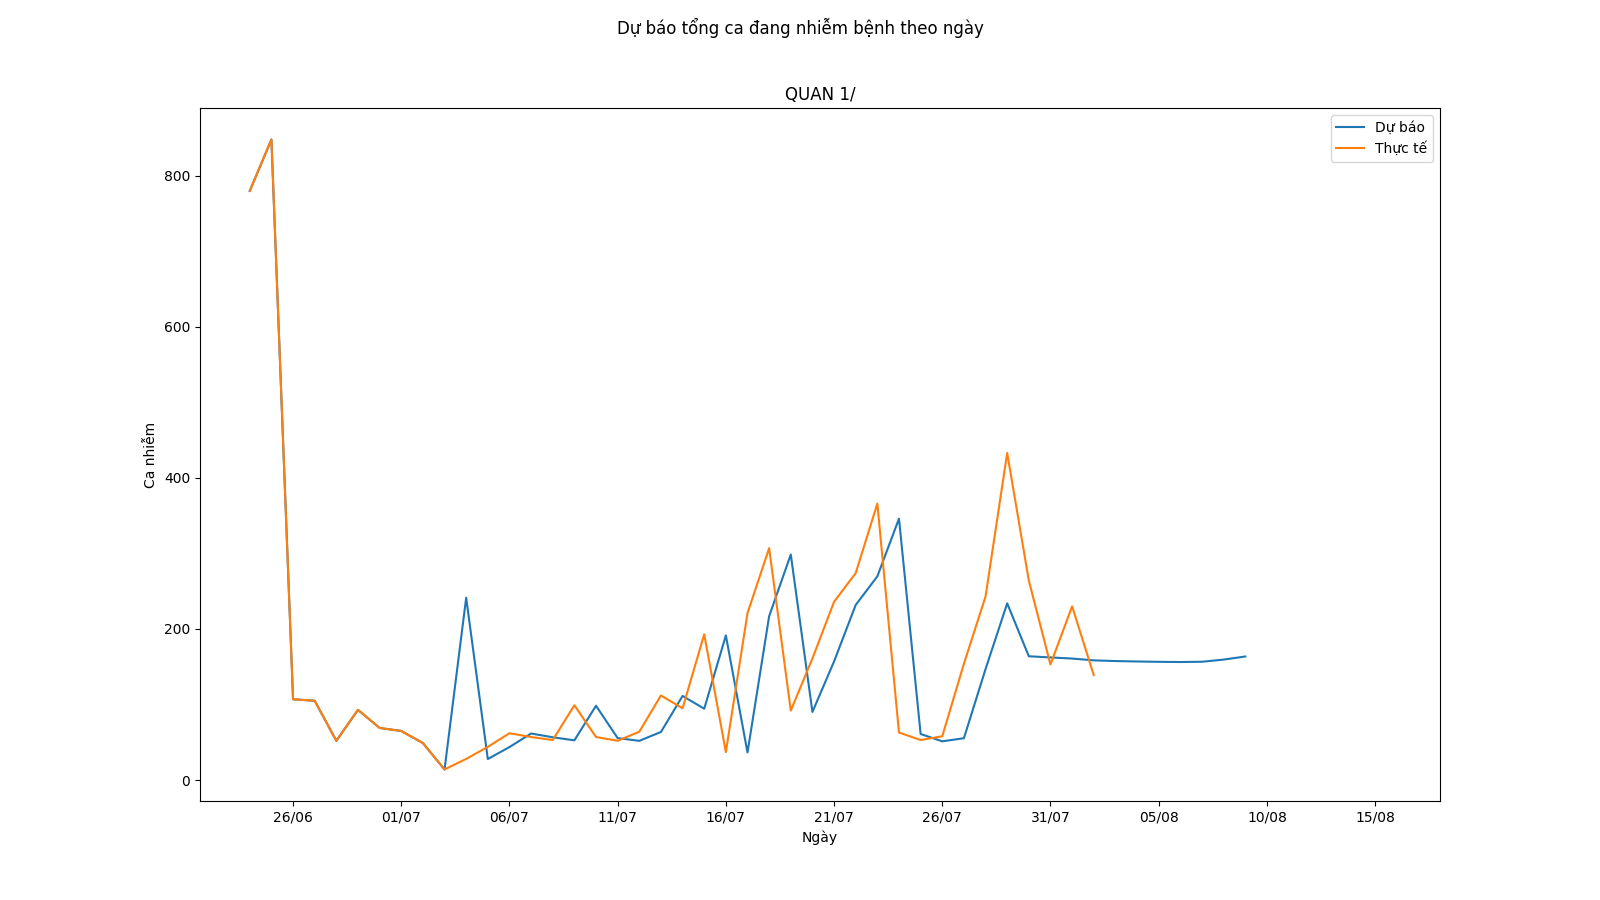 Dự báo tổng ca đang nhiễm bệnh theo ngày
QUAN 1/
Dự báo
Thực tế
800
600
400
200
0
Ca nhiễm
26/06 01/07 06/07 11/07 16/07 21/07 26/07 31/07 05/08 10/08 15/08
Ngày